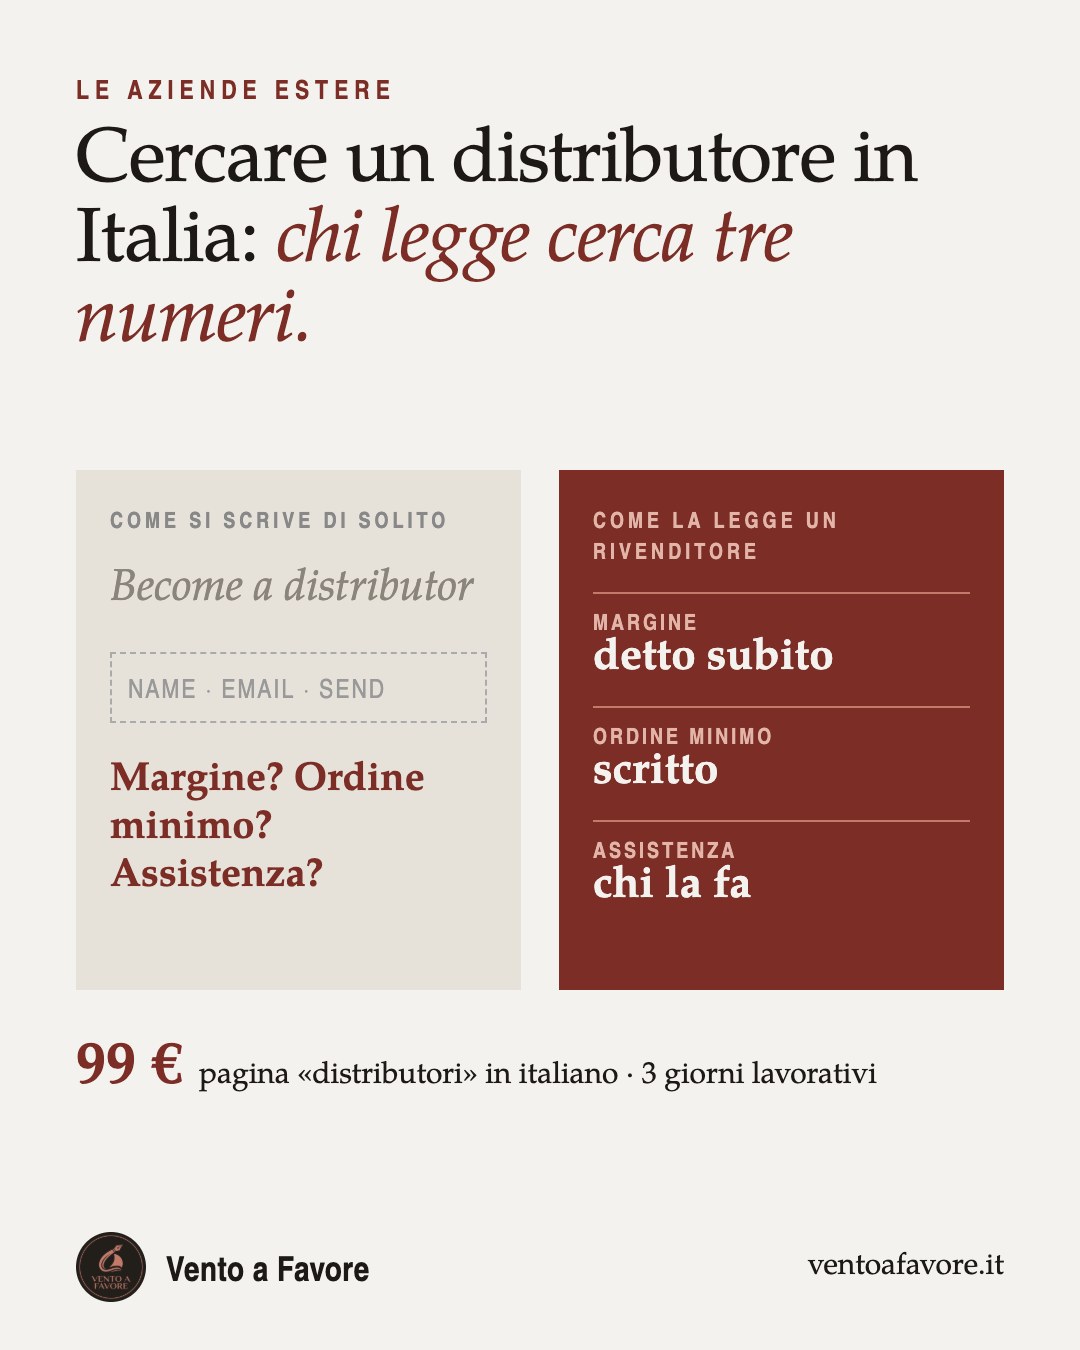 LE AZIENDE ESTERE
Cercare un distributore in
Italia: chi legge cerca tre
numeri.
COME SI SCRIVE DI SOLITO
Become a distributor
NAME · EMAIL · SEND
Margine? Ordine
minimo?
Assistenza?
COME LA LEGGE UN
RIVENDITORE
MARGINE
detto subito
ORDINE MINIMO
scritto
ASSISTENZA
chi la fa
99 € pagina «distributori» in italiano · 3 giorni lavorativi
VENTO A
FAVORE
Vento a Favore
ventoafavore.it